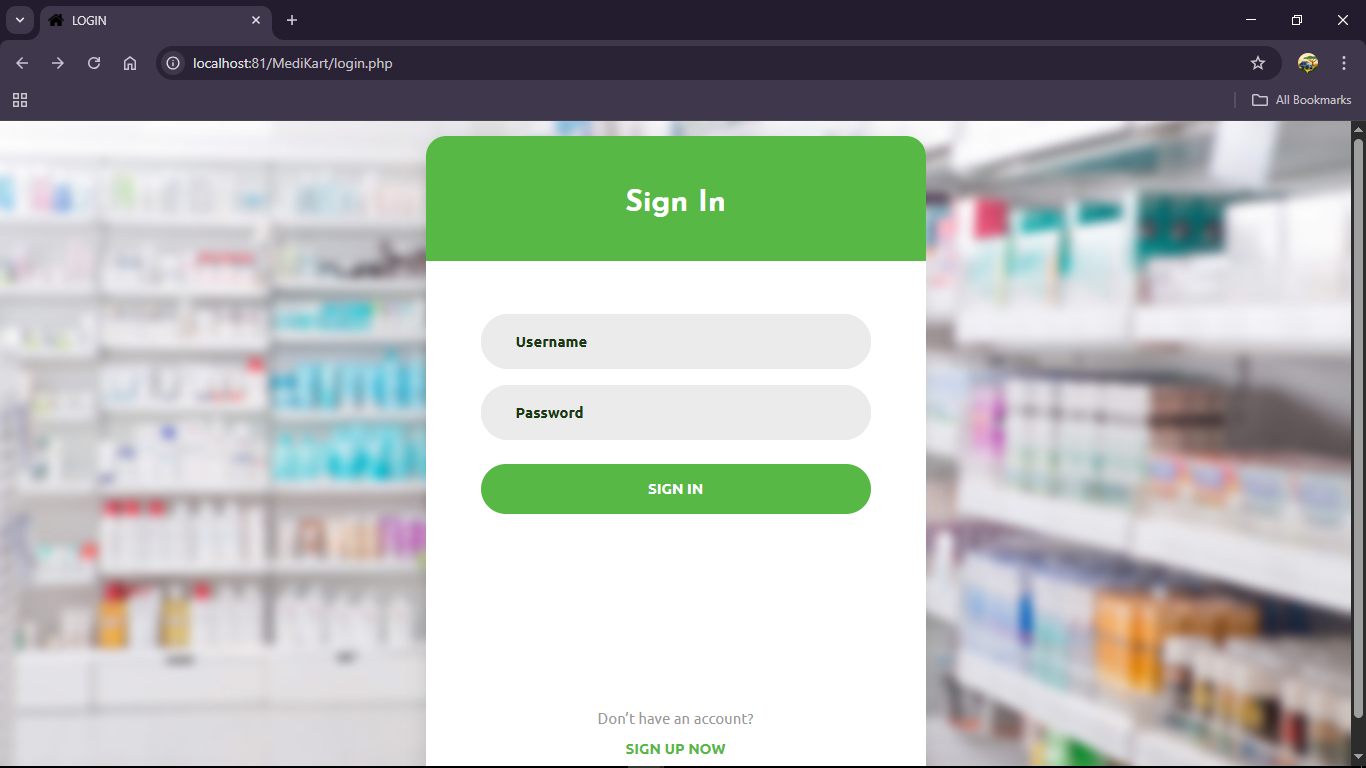 LOGIN
localhost:81/MediKart/login.php
All Bookmarks
Sign In
Username
Password
SIGN IN
Don't have an account?
SIGN UP NOW